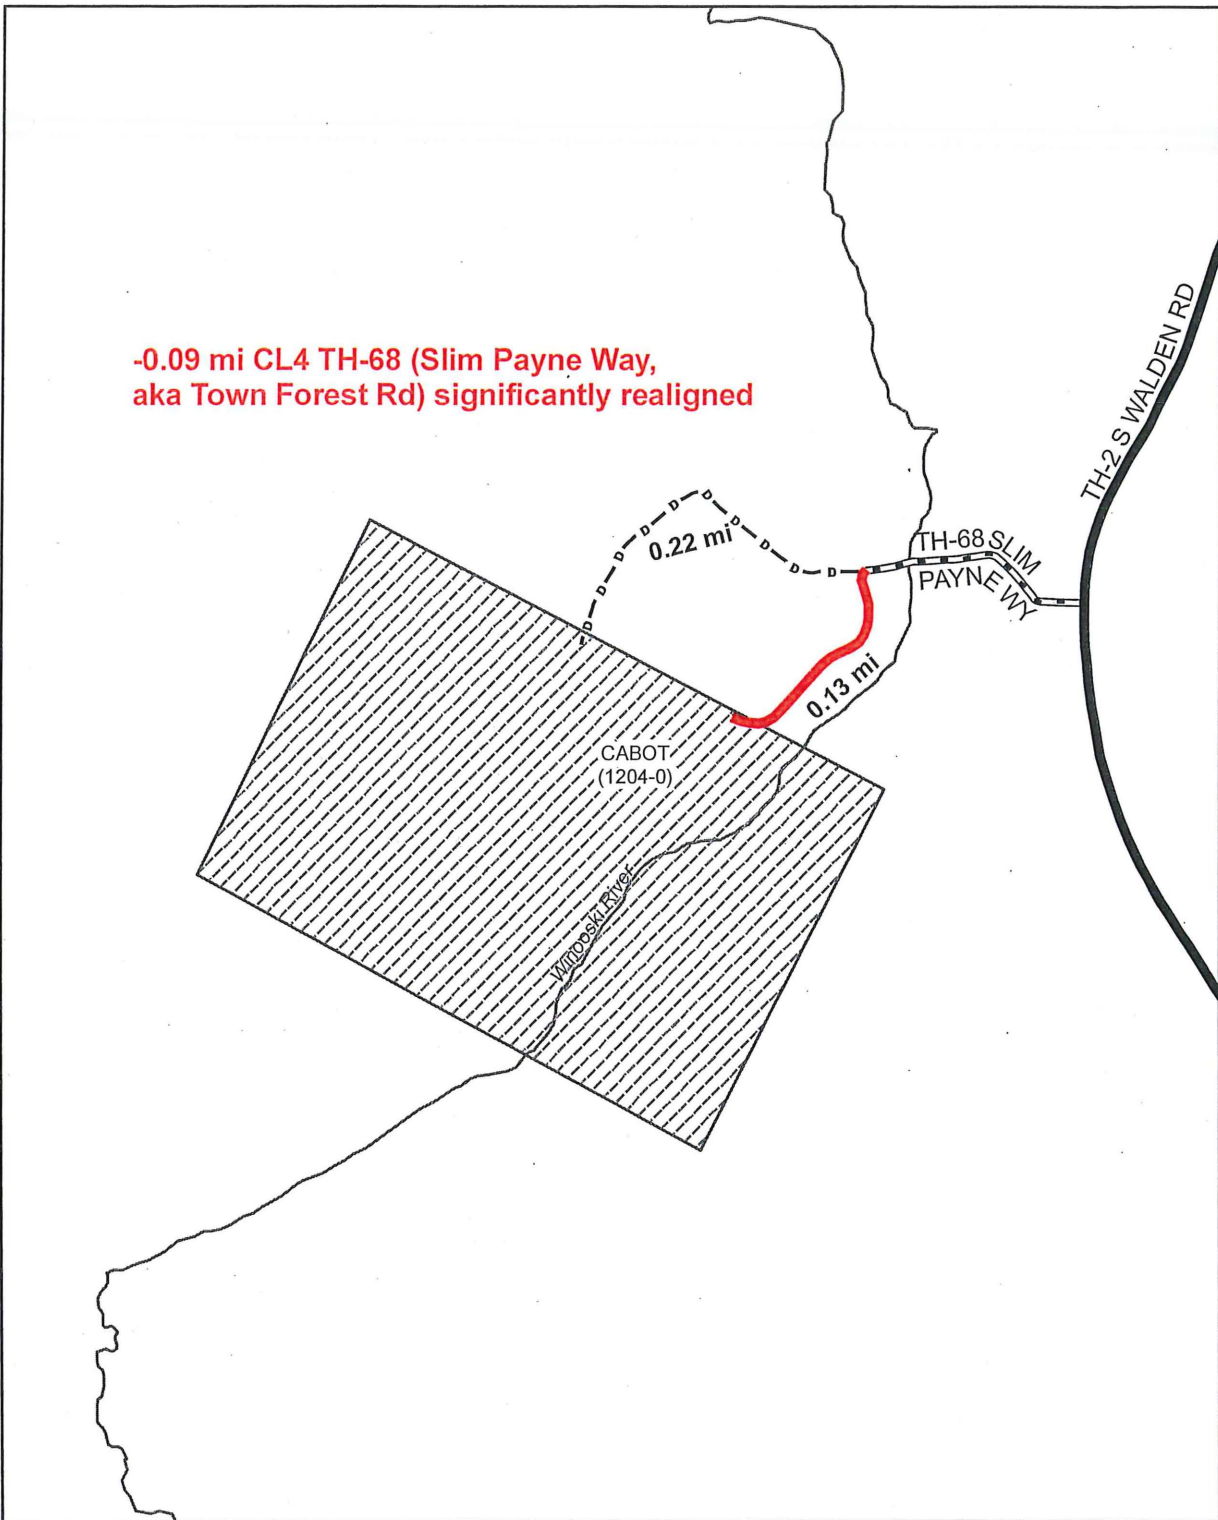 -0.09 mi CL4 TH-68 (Slim Payne Way,
aka Town Forest Rd) significantly realigned
TH-2 S WALDEN RD
D D D D D D D D D D
0.22 mi
TH-68 SLIM
PAYNE WY
0.13 mi
CABOT
(1204-0)
Winooski River